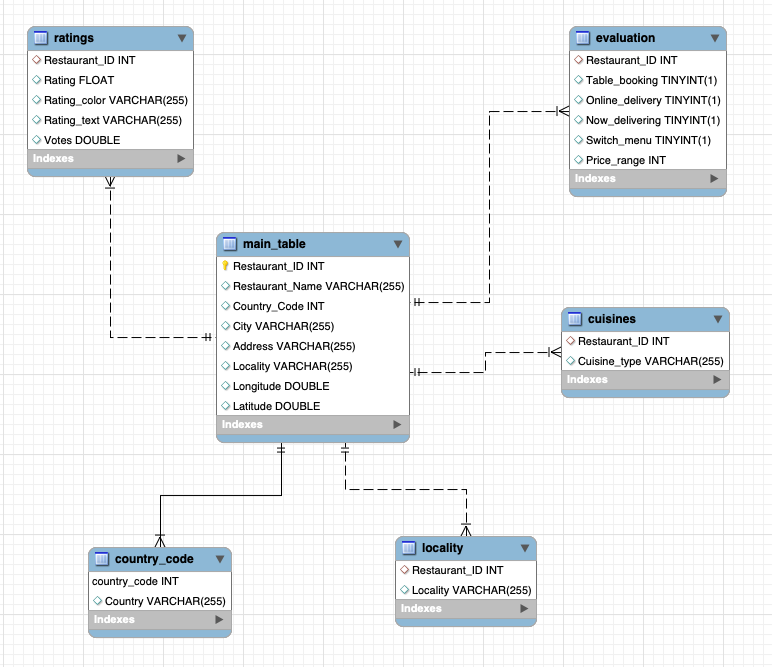 ratings
Restaurant_ID INT
Rating FLOAT
Rating_color VARCHAR(255)
Rating_text VARCHAR(255)
Votes DOUBLE
Indexes
evaluation
Restaurant_ID INT
Table_booking TINYINT(1)
Online_delivery TINYINT(1)
Now_delivering TINYINT(1)
Switch_menu TINYINT(1)
Price_range INT
Indexes
main_table
Restaurant_ID INT
Restaurant_Name VARCHAR(255)
Country_Code INT
City VARCHAR(255)
Address VARCHAR(255)
Locality VARCHAR(255)
Longitude DOUBLE
Latitude DOUBLE
Indexes
cuisines
Restaurant_ID INT
Cuisine_type VARCHAR(255)
Indexes
country_code
country_code INT
Country VARCHAR(255)
Indexes
locality
Restaurant_ID INT
Locality VARCHAR(255)
Indexes